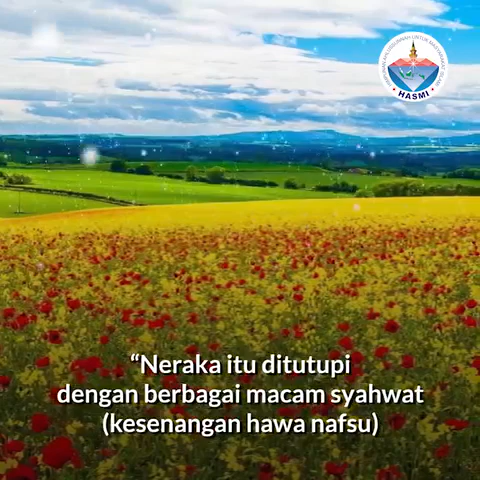 HASMI
“Neraka itu ditutupi
dengan berbagai macam syahwat
(kesenangan hawa nafsu)